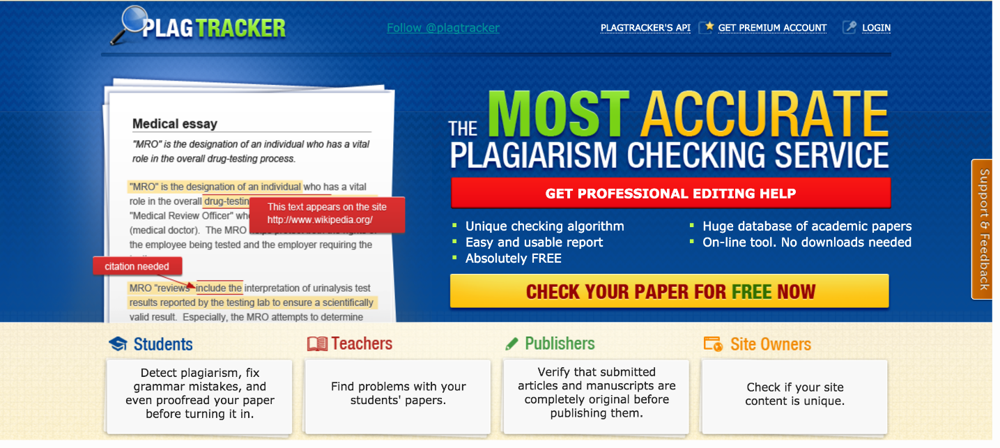 PLAGTRACKER
Follow @plagtracker
PLAGTRACKER'S API
GET PREMIUM ACCOUNT
LOGIN
Medical essay
"MRO" is the designation of an individual who has a vital
role in the overall drug-testing process.
"MRO" is the designation of an individual who has a vital
role in the overall drug-testin
This text appears on the site
http://www.wikipedia.org/
"Medical Review Officer" wh
(medical doctor). The MRO helps protect both the rights of
the employee being tested and the employer requiring the
citation needed
MRO "reviews" include the interpretation of urinalysis test
results reported by the testing lab to ensure a scientifically
valid result. Especially, the MRO attempts to determine
THE MOST ACCURATE
PLAGIARISM CHECKING SERVICE
GET PROFESSIONAL EDITING HELP
Unique checking algorithm
Easy and usable report
Absolutely FREE
Huge database of academic papers
On-line tool. No downloads needed
CHECK YOUR PAPER FOR FREE NOW
Support & Feedback
Students
Detect plagiarism, fix
grammar mistakes, and
even proofread your paper
before turning it in.
Teachers
Find problems with your
students' papers.
Publishers
Verify that submitted
articles and manuscripts are
completely original before
publishing them.
Site Owners
Check if your site
content is unique.